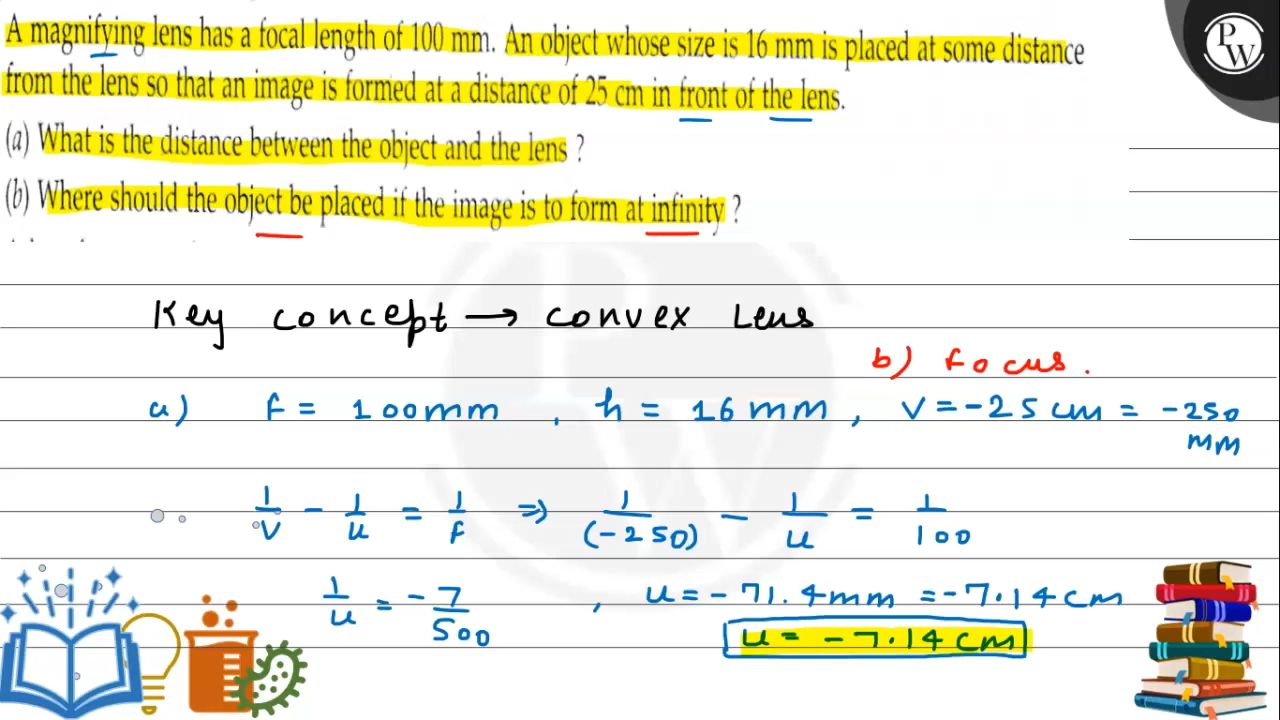 A magnifying lens has a focal length of 100 mm. An object whose size is 16 mm is placed at some distance
from the lens so that an image is formed at a distance of 25 cm in front of the lens.
(a) What is the distance between the object and the lens ?
(b) Where should the object be placed if the image is to form at infinity ?
PW
Key concept → convex Lens
b) focus.
a) f = 100mm , h = 16 mm, v = -25 cm = -250 mm
1/v - 1/u = 1/f ⇒ 1/(-250) - 1/u = 1/100
1/u = -7/500 , u = -71.4mm = -7.14 cm
u = -7.14 cm